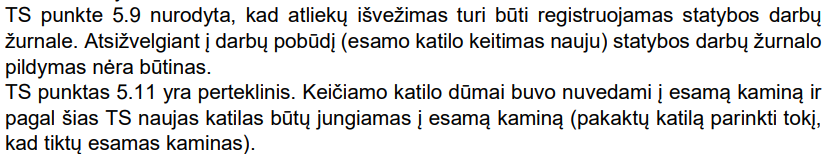 TS punkte 5.9 nurodyta, kad atliekų išvežimas turi būti registruojamas statybos darbų
žurnale. Atsižvelgiant į darbų pobūdį (esamo katilo keitimas nauju) statybos darbų žurnalo
pildymas nėra būtinas.
TS punktas 5.11 yra perteklinis. Keičiamo katilo dūmai buvo nuvedami į esamą kaminą ir
pagal šias TS naujas katilas būtų jungiamas į esamą kaminą (pakaktų katilą parinkti tokį,
kad tiktų esamas kaminas).